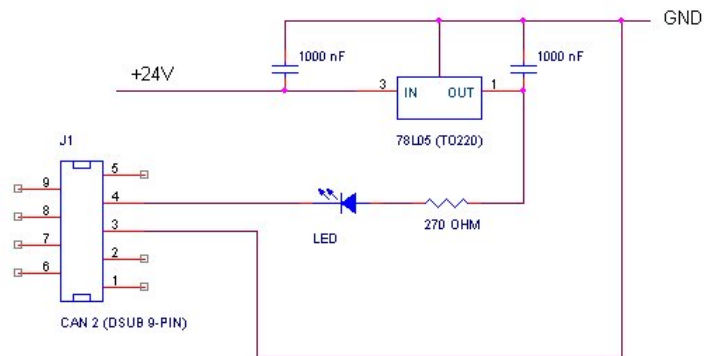 GND
1000 nF
1000 nF
+24V
3 IN OUT 1
78L05 (TO220)
J1
5
9
4
8
3
7
2
6
1
LED
270 OHM
CAN 2 (DSUB 9-PIN)